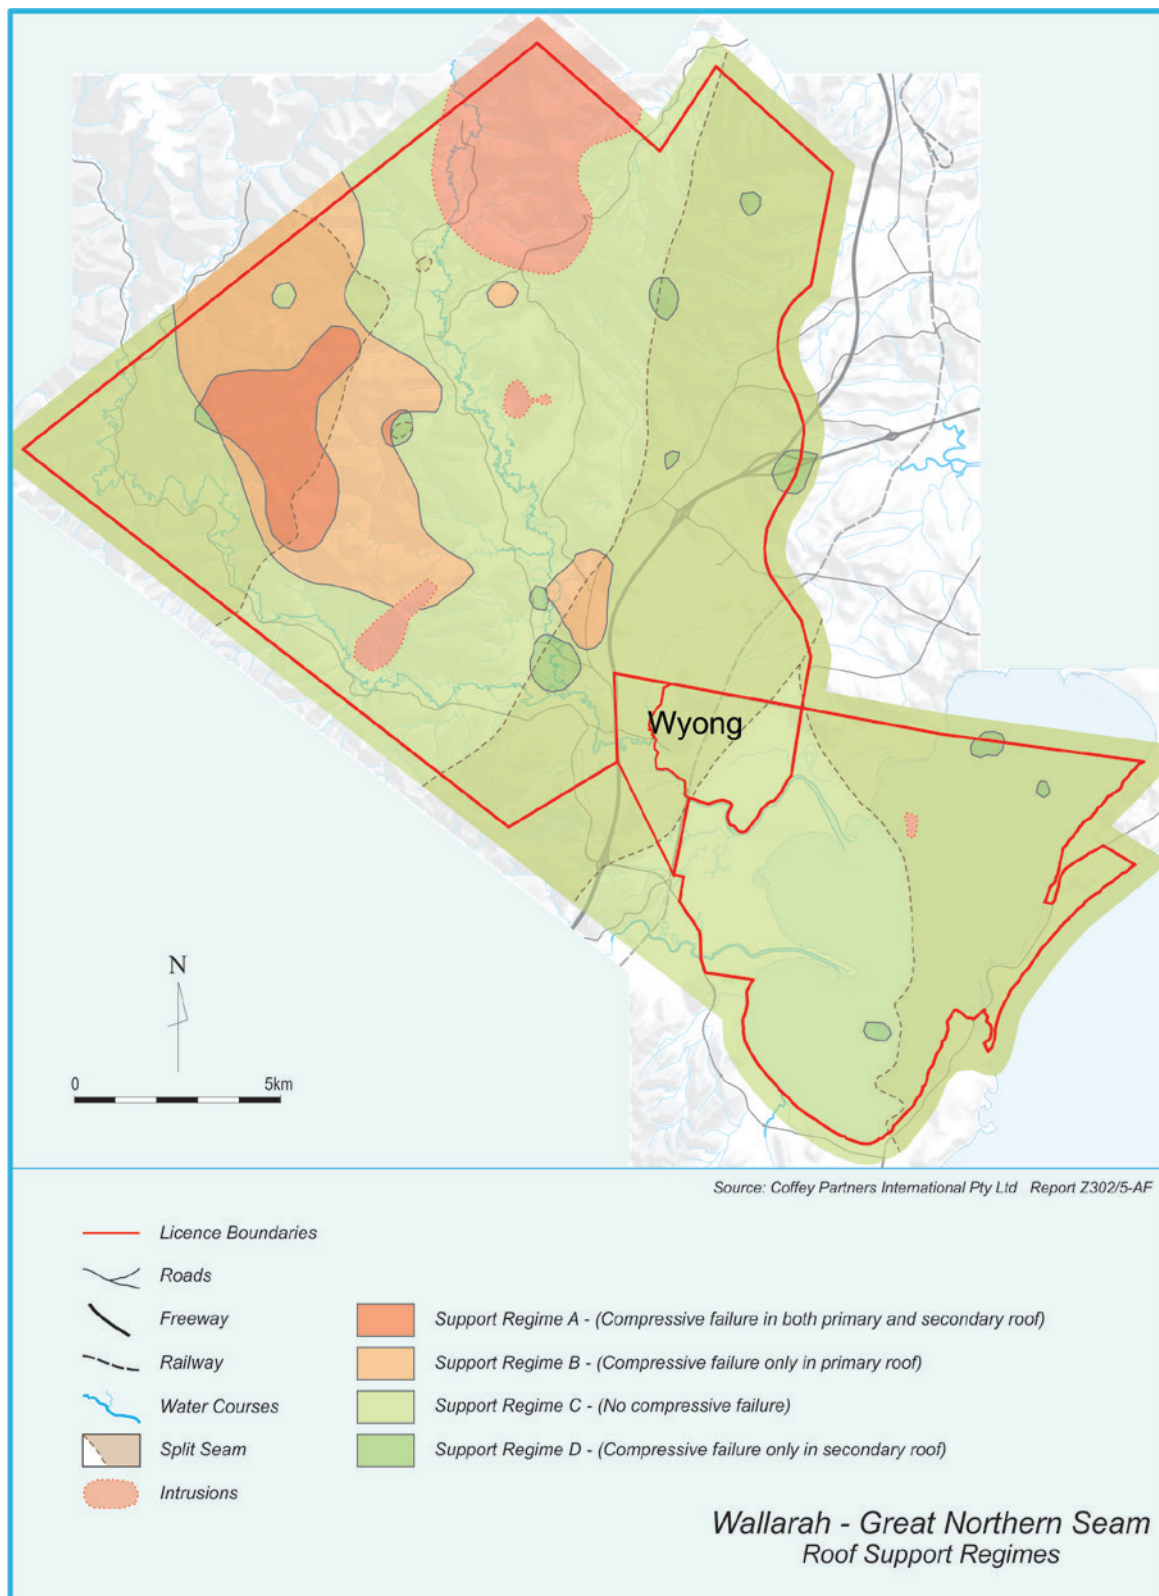 Wyong
N
0 5km
Source: Coffey Partners International Pty Ltd Report Z302/5-AF
Licence Boundaries
Roads
Freeway
Railway
Water Courses
Split Seam
Intrusions
Support Regime A - (Compressive failure in both primary and secondary roof)
Support Regime B - (Compressive failure only in primary roof)
Support Regime C - (No compressive failure)
Support Regime D - (Compressive failure only in secondary roof)
Wallarah - Great Northern Seam
Roof Support Regimes